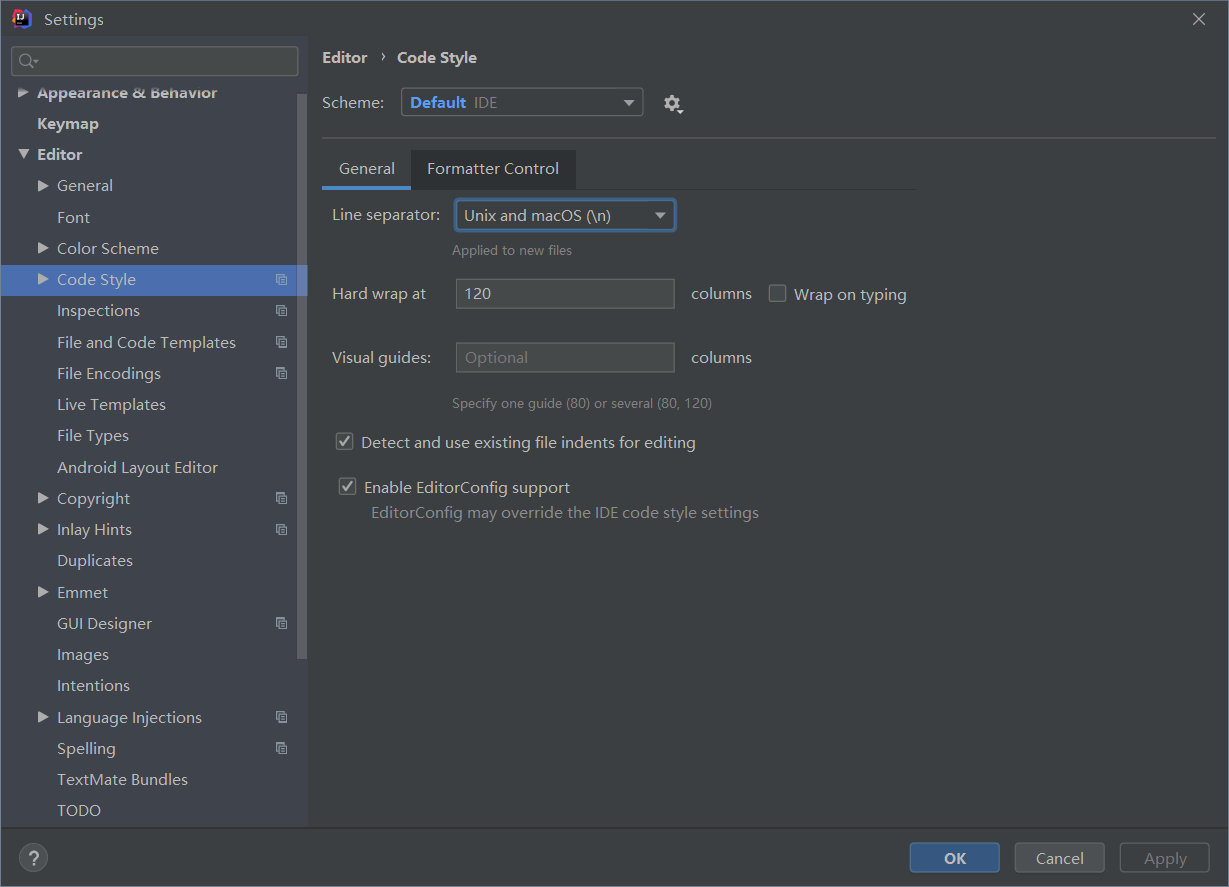 Settings
Appearance & Behavior
Keymap
Editor
General
Font
Color Scheme
Code Style
Inspections
File and Code Templates
File Encodings
Live Templates
File Types
Android Layout Editor
Copyright
Inlay Hints
Duplicates
Emmet
GUI Designer
Images
Intentions
Language Injections
Spelling
TextMate Bundles
TODO
Editor › Code Style
Scheme: Default IDE
General Formatter Control
Line separator: Unix and macOS (\n)
Applied to new files
Hard wrap at 120 columns Wrap on typing
Visual guides: Optional columns
Specify one guide (80) or several (80, 120)
Detect and use existing file indents for editing
Enable EditorConfig support
EditorConfig may override the IDE code style settings
? OK Cancel Apply